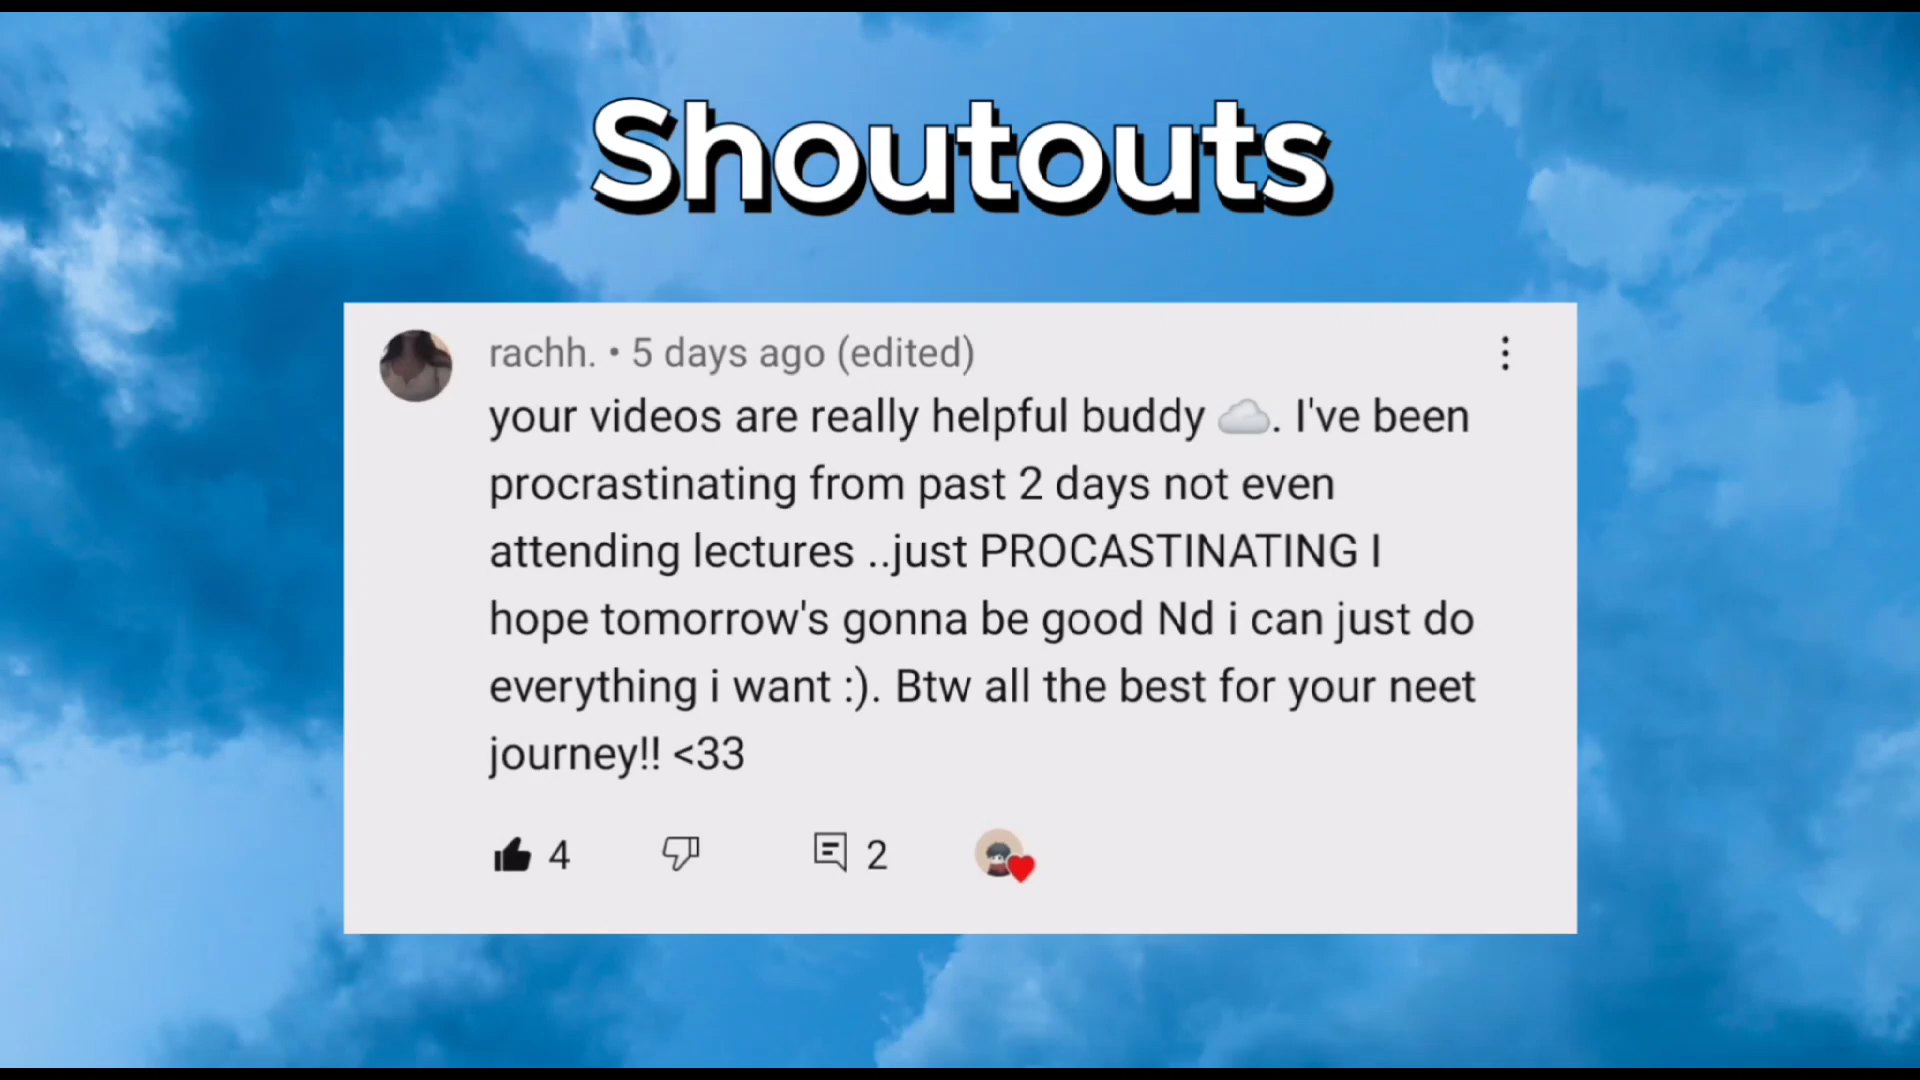 Shoutouts
rachh. • 5 days ago (edited)
your videos are really helpful buddy ☁️. I've been
procrastinating from past 2 days not even
attending lectures ..just PROCASTINATING I
hope tomorrow's gonna be good Nd i can just do
everything i want :). Btw all the best for your neet
journey!! <33
4 2